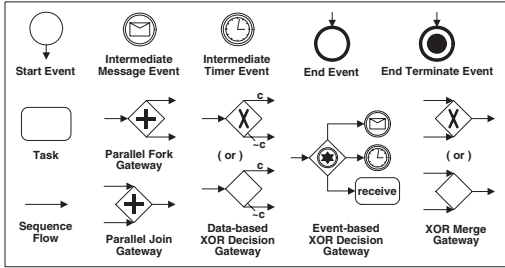 Start Event
Intermediate
Message Event
Intermediate
Timer Event
End Event
End Terminate Event
Task
Parallel Fork
Gateway
c
X
~c
( or )
c
~c
receive
X
( or )
Sequence
Flow
Parallel Join
Gateway
Data-based
XOR Decision
Gateway
Event-based
XOR Decision
Gateway
XOR Merge
Gateway